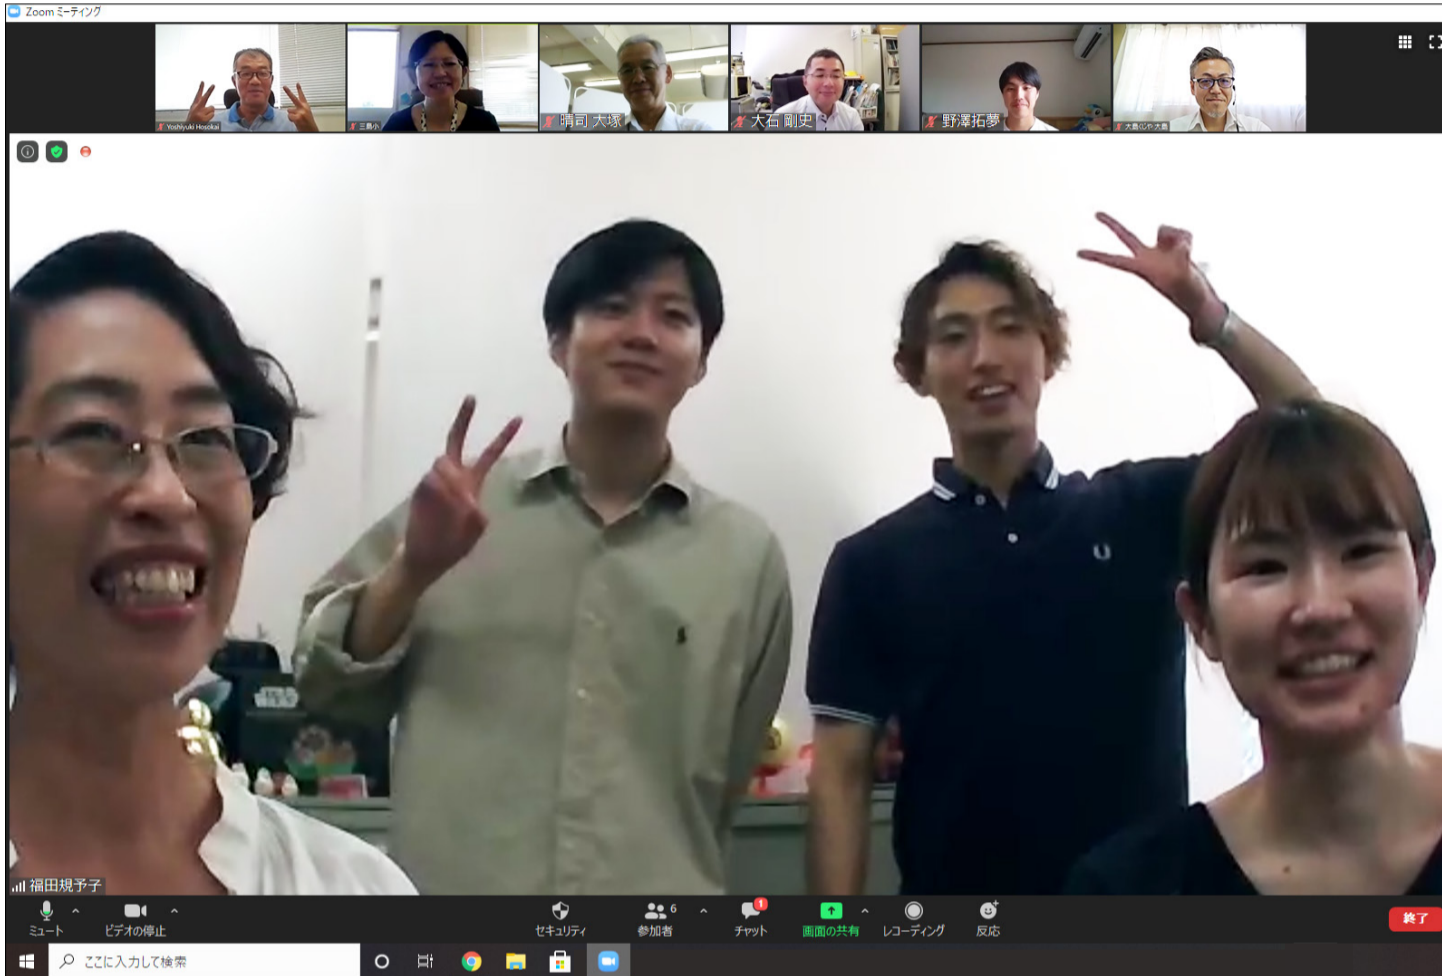 Zoom ミーティング
Yoshiyuki Hosokai
三島小
晴司 大塚
大石 剛史
野澤拓夢
福田規予子
ミュート
ビデオの停止
セキュリティ
6
参加者
1
チャット
画面の共有
レコーディング
反応
終了
ここに入力して検索